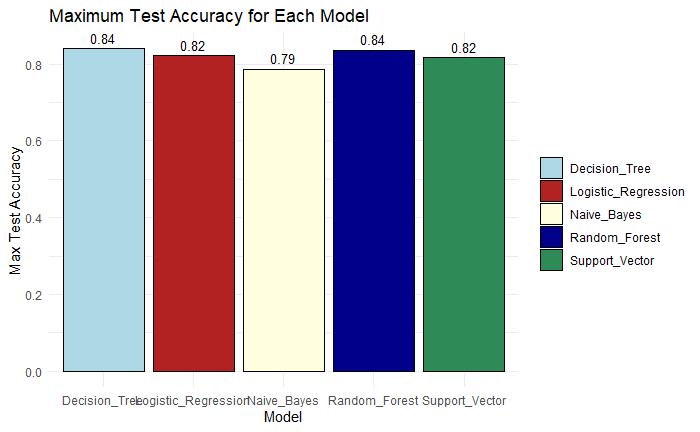 Maximum Test Accuracy for Each Model
0.84
0.82
0.79
0.84
0.82
0.8
0.6
0.4
0.2
0.0
Max Test Accuracy
Decision_Tree
Logistic_Regression
Naive_Bayes
Random_Forest
Support_Vector
Model
Decision_Tree
Logistic_Regression
Naive_Bayes
Random_Forest
Support_Vector